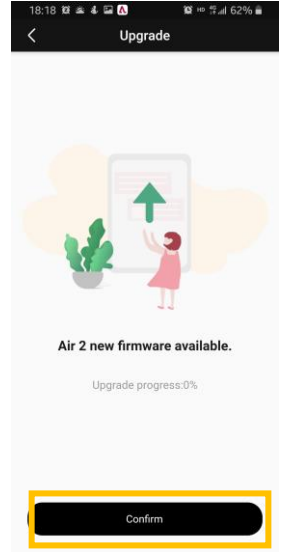 18:18 62%
Upgrade
Air 2 new firmware available.
Upgrade progress:0%
Confirm